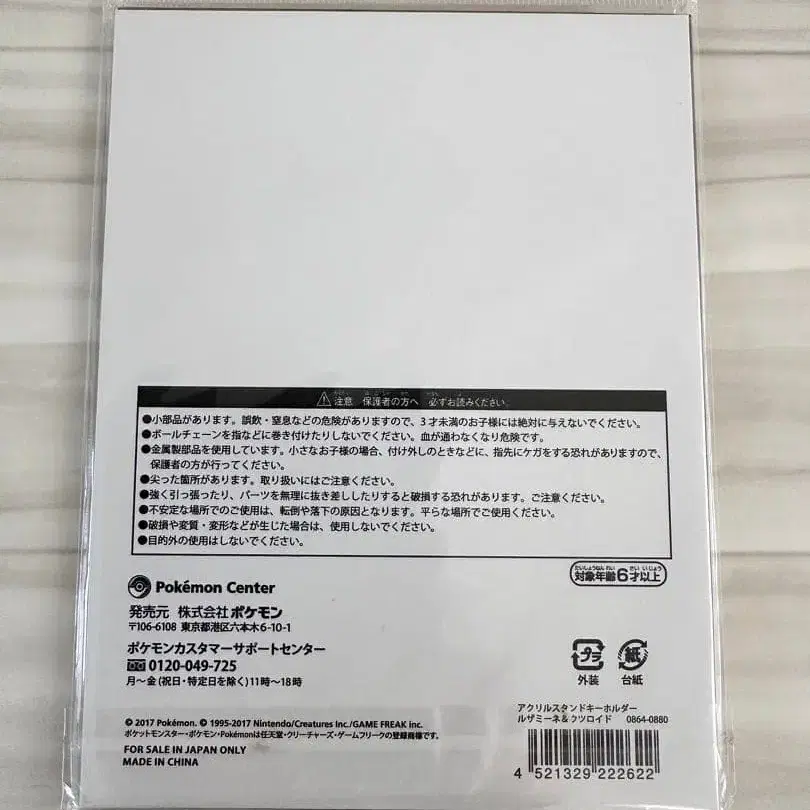 ⚠注意 保護者の方へ 必ずお読みください。
●小部品があります。誤飲・窒息などの危険がありますので、3才未満のお子様には絶対に与えないでください。
●ボールチェーンを指などに巻き付けたりしないでください。血が通わなくなり危険です。
●金属製部品を使用しています。小さなお子様の場合、付け外しのときなどに、指先にケガをする恐れがありますので、
保護者の方が行ってください。
●尖った箇所があります。取り扱いにはご注意ください。
●強く引っ張ったり、パーツを無理に抜き差ししたりすると破損する恐れがあります。ご注意ください。
●不安定な場所でのご使用は、転倒や落下の原因となります。平らな場所でご使用ください。
●破損や変質・変形などが生じた場合は、使用しないでください。
●目的外の使用はしないでください。
たいしょうねんれい さい いじょう
対象年齢6才以上
Pokémon Center
発売元 株式会社ポケモン
〒106-6108 東京都港区六本木6-10-1
ポケモンカスタマーサポートセンター
0120-049-725
月～金(祝日・特定日を除く)11時～18時
プラ
外装
紙
台紙
© 2017 Pokémon. © 1995-2017 Nintendo/Creatures Inc./GAME FREAK inc.
ポケットモンスター・ポケモン・Pokémonは任天堂・クリーチャーズ・ゲームフリークの登録商標です。
FOR SALE IN JAPAN ONLY
MADE IN CHINA
アクリルスタンドキーホルダー
ルザミーネ&ウツロイド 0864-0880
4 521329 222622